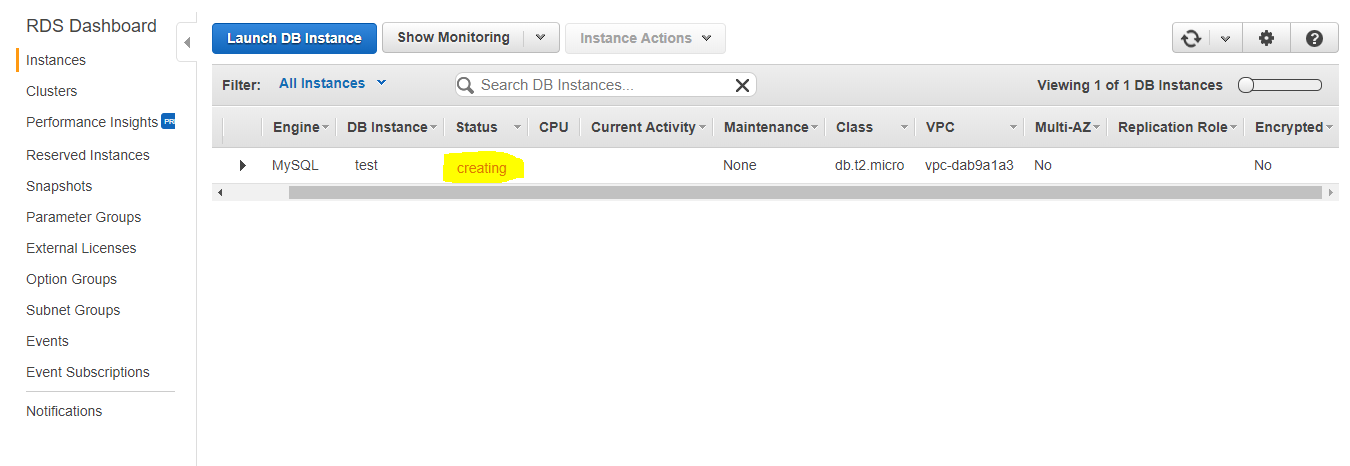 RDS Dashboard
Instances
Clusters
Performance Insights PRE
Reserved Instances
Snapshots
Parameter Groups
External Licenses
Option Groups
Subnet Groups
Events
Event Subscriptions
Notifications
Launch DB Instance Show Monitoring Instance Actions
Filter: All Instances Search DB Instances... Viewing 1 of 1 DB Instances
Engine DB Instance Status CPU Current Activity Maintenance Class VPC Multi-AZ Replication Role Encrypted
MySQL test creating None db.t2.micro vpc-dab9a1a3 No No